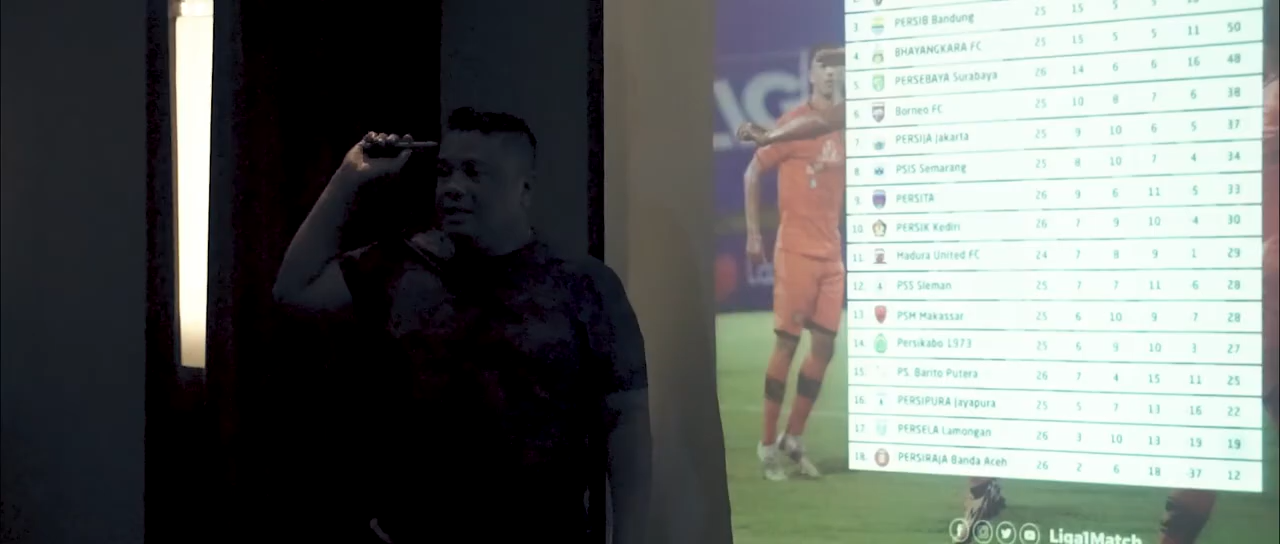 LIG
3. PERSIB Bandung 25 15 5 5
4. BHAYANGKARA FC 25 15 5 5 11 50
5. PERSEBAYA Surabaya 26 14 6 6 16 48
6. Borneo FC 25 10 8 7 6 38
7. PERSIJA Jakarta 25 9 10 6 5 37
8. PSIS Semarang 25 8 10 7 4 34
9. PERSITA 26 9 6 11 -5 33
10. PERSIK Kediri 26 7 9 10 -4 30
11. Madura United FC 24 7 8 9 1 29
12. PSS Sleman 25 7 7 11 -6 28
13. PSM Makassar 25 6 10 9 -7 28
14. Persikabo 1973 25 6 9 10 3 27
15. PS. Barito Putera 26 7 4 15 -11 25
16. PERSIPURA Jayapura 25 5 7 13 -16 22
17. PERSELA Lamongan 26 3 10 13 -19 19
18. PERSIRAJA Banda Aceh 26 2 6 18 -37 12
Liga1Match